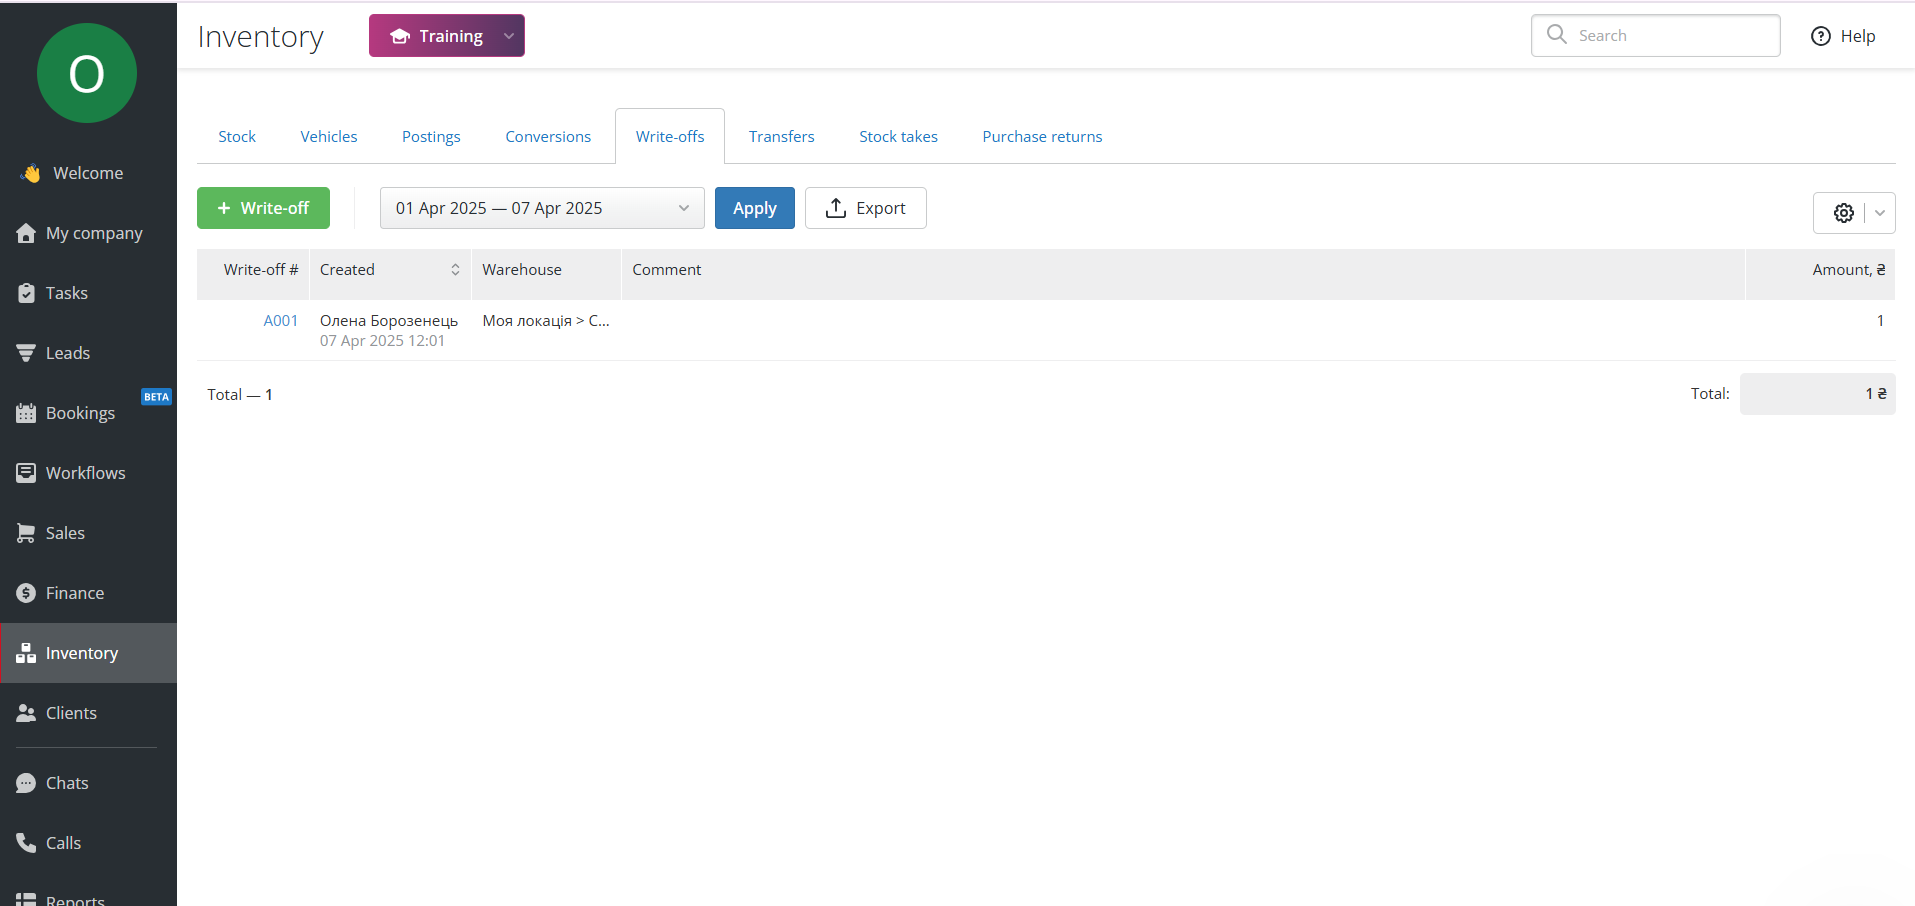 O
Inventory
Training
Search
Help
Welcome
My company
Tasks
Leads
BETA
Bookings
Workflows
Sales
Finance
Inventory
Clients
Chats
Calls
Reports
Stock Vehicles Postings Conversions Write-offs Transfers Stock takes Purchase returns
+ Write-off 01 Apr 2025 — 07 Apr 2025 Apply Export
Write-off # Created Warehouse Comment Amount, ₴
A001 Олена Борозенець Моя локація > С... 1
07 Apr 2025 12:01
Total — 1 Total: 1 ₴